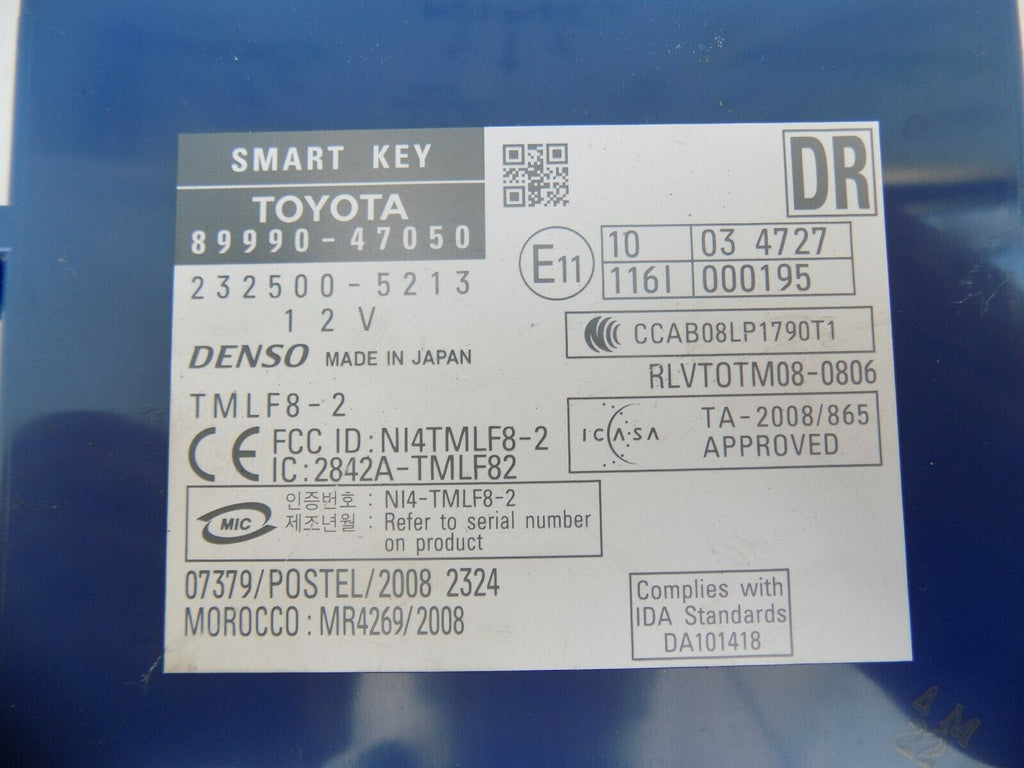 SMART KEY
TOYOTA
89990-47050
232500-5213
12V
DENSO MADE IN JAPAN
TMLF8-2
CE FCC ID:NI4TMLF8-2
IC:2842A-TMLF82
MIC
인증번호 : NI4-TMLF8-2
제조년월 : Refer to serial number
on product
07379/POSTEL/2008 2324
MOROCCO:MR4269/2008
DR
E11
10 03 4727
116I 000195
CCAB08LP1790T1
RLVTOTM08-0806
ICASA TA-2008/865
APPROVED
Complies with
IDA Standards
DA101418